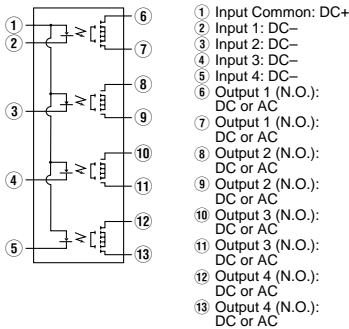 1
2
3
4
5
6
7
8
9
10
11
12
13
1 Input Common: DC+
2 Input 1: DC–
3 Input 2: DC–
4 Input 3: DC–
5 Input 4: DC–
6 Output 1 (N.O.):
DC or AC
7 Output 1 (N.O.):
DC or AC
8 Output 2 (N.O.):
DC or AC
9 Output 2 (N.O.):
DC or AC
10 Output 3 (N.O.):
DC or AC
11 Output 3 (N.O.):
DC or AC
12 Output 4 (N.O.):
DC or AC
13 Output 4 (N.O.):
DC or AC